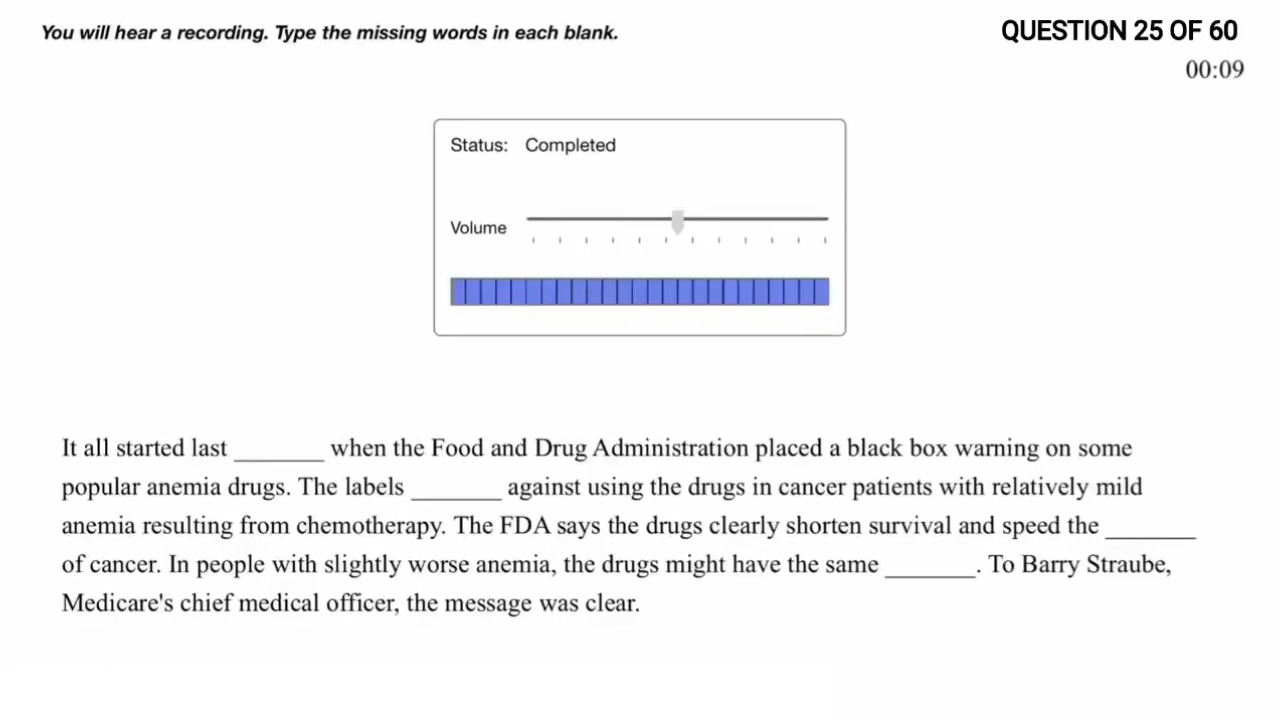 You will hear a recording. Type the missing words in each blank.
QUESTION 25 OF 60
00:09
Status: Completed
Volume
It all started last _______ when the Food and Drug Administration placed a black box warning on some
popular anemia drugs. The labels _______ against using the drugs in cancer patients with relatively mild
anemia resulting from chemotherapy. The FDA says the drugs clearly shorten survival and speed the _______
of cancer. In people with slightly worse anemia, the drugs might have the same _______. To Barry Straube,
Medicare's chief medical officer, the message was clear.